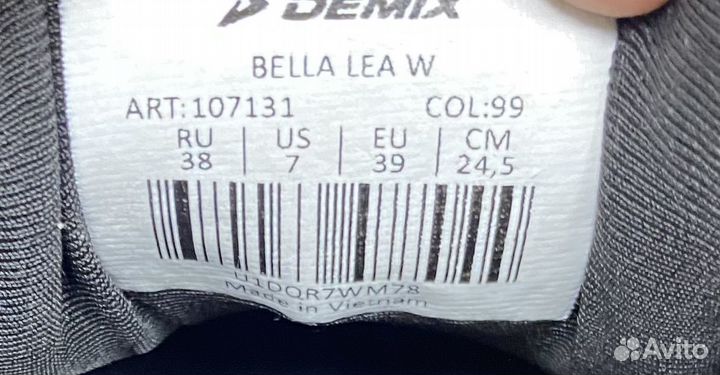 DEMIX
BELLA LEA W
ART:107131 COL:99
RU US EU CM
38 7 39 24,5
U1DQR7WM78
Made in Vietnam
Avito